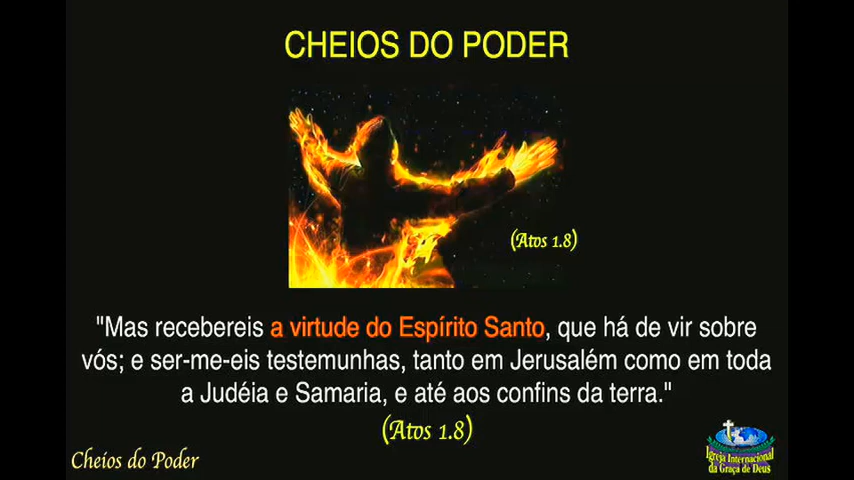 CHEIOS DO PODER
(Atos 1.8)
"Mas recebereis a virtude do Espírito Santo, que há de vir sobre
vós; e ser-me-eis testemunhas, tanto em Jerusalém como em toda
a Judéia e Samaria, e até aos confins da terra."
(Atos 1.8)
Cheios do Poder
Igreja Internacional
da Graça de Deus